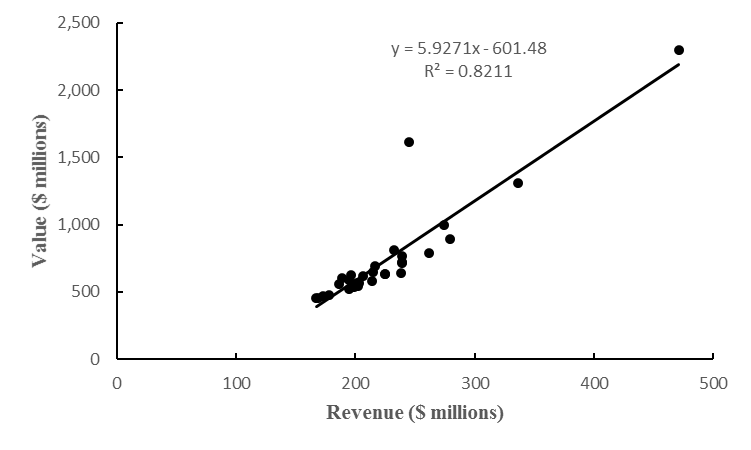 2,500
y = 5.9271x - 601.48
R² = 0.8211
2,000
1,500
1,000
500
0
Value ($ millions)
0 100 200 300 400 500
Revenue ($ millions)